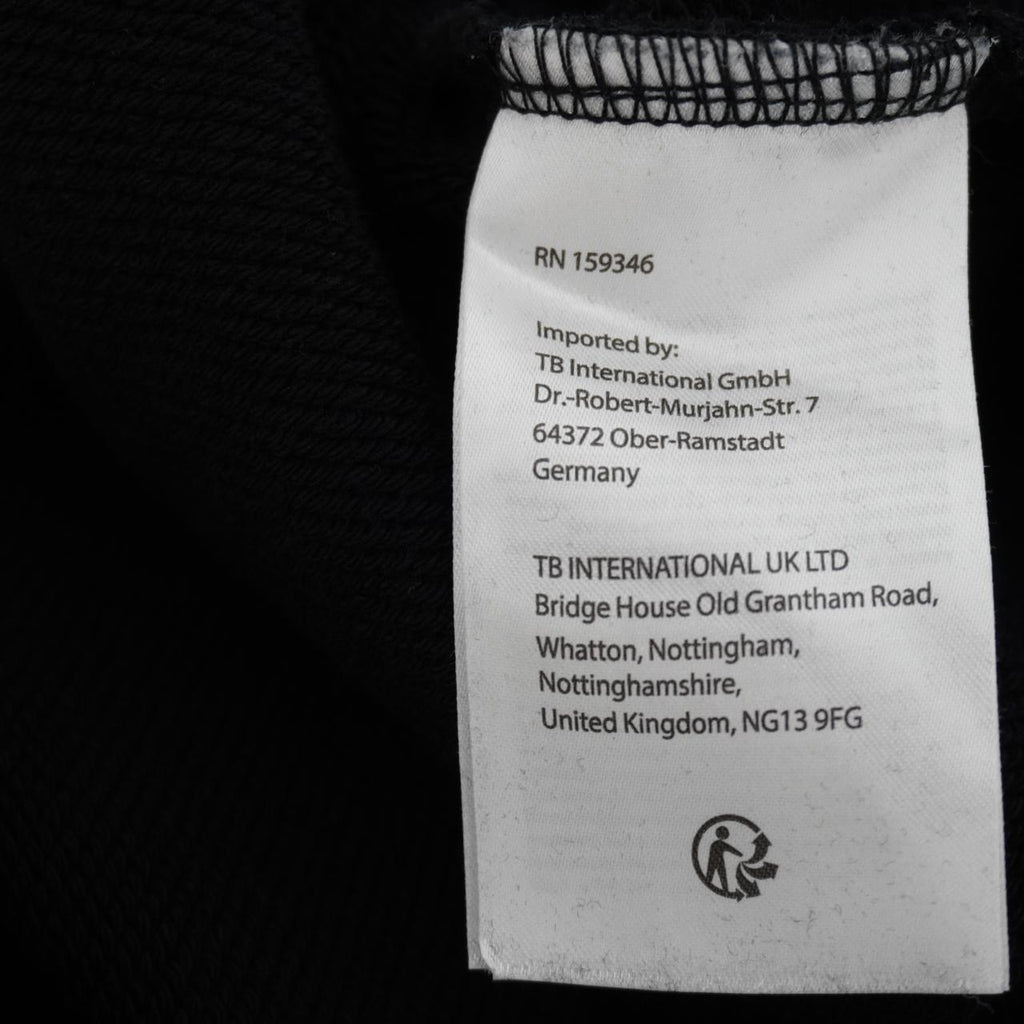 RN 159346
Imported by:
TB International GmbH
Dr.-Robert-Murjahn-Str. 7
64372 Ober-Ramstadt
Germany
TB INTERNATIONAL UK LTD
Bridge House Old Grantham Road,
Whatton, Nottingham,
Nottinghamshire,
United Kingdom, NG13 9FG